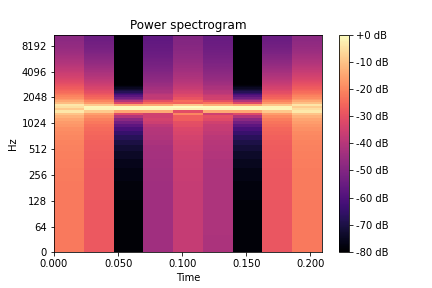 Power spectrogram
8192
4096
2048
1024
512
256
128
64
0
Hz
0.000 0.050 0.100 0.150 0.200
Time
+0 dB
-10 dB
-20 dB
-30 dB
-40 dB
-50 dB
-60 dB
-70 dB
-80 dB